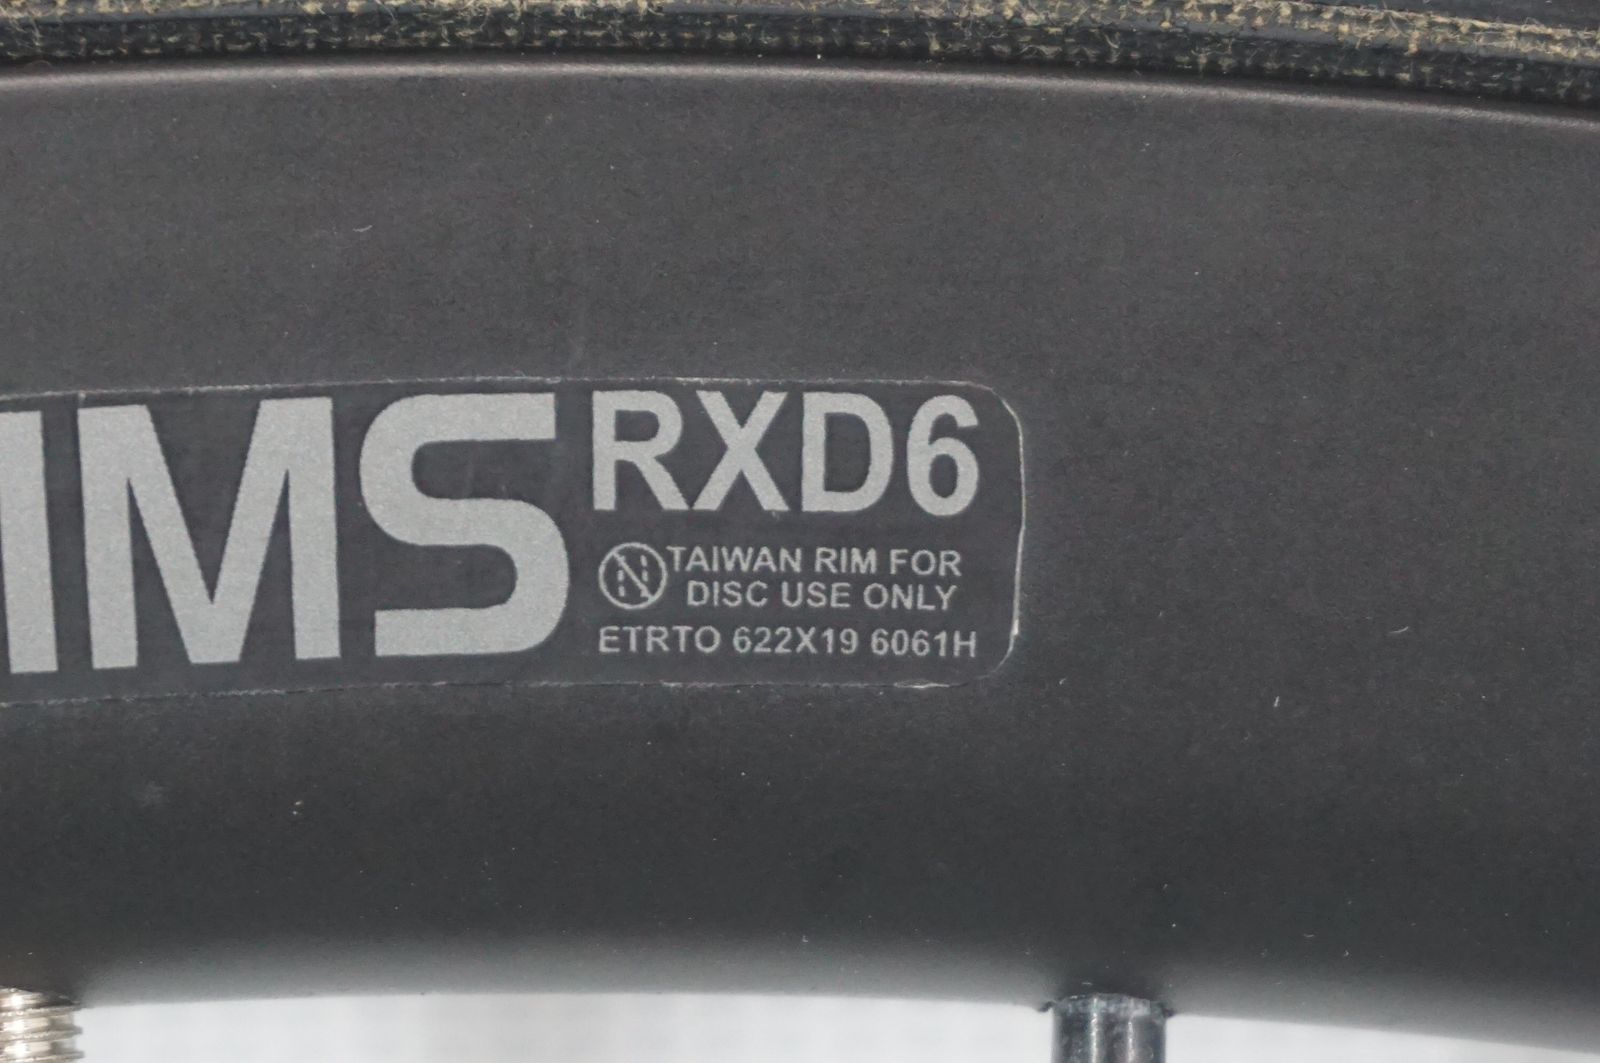 IMS RXD6
TAIWAN RIM FOR
DISC USE ONLY
ETRTO 622X19 6061H